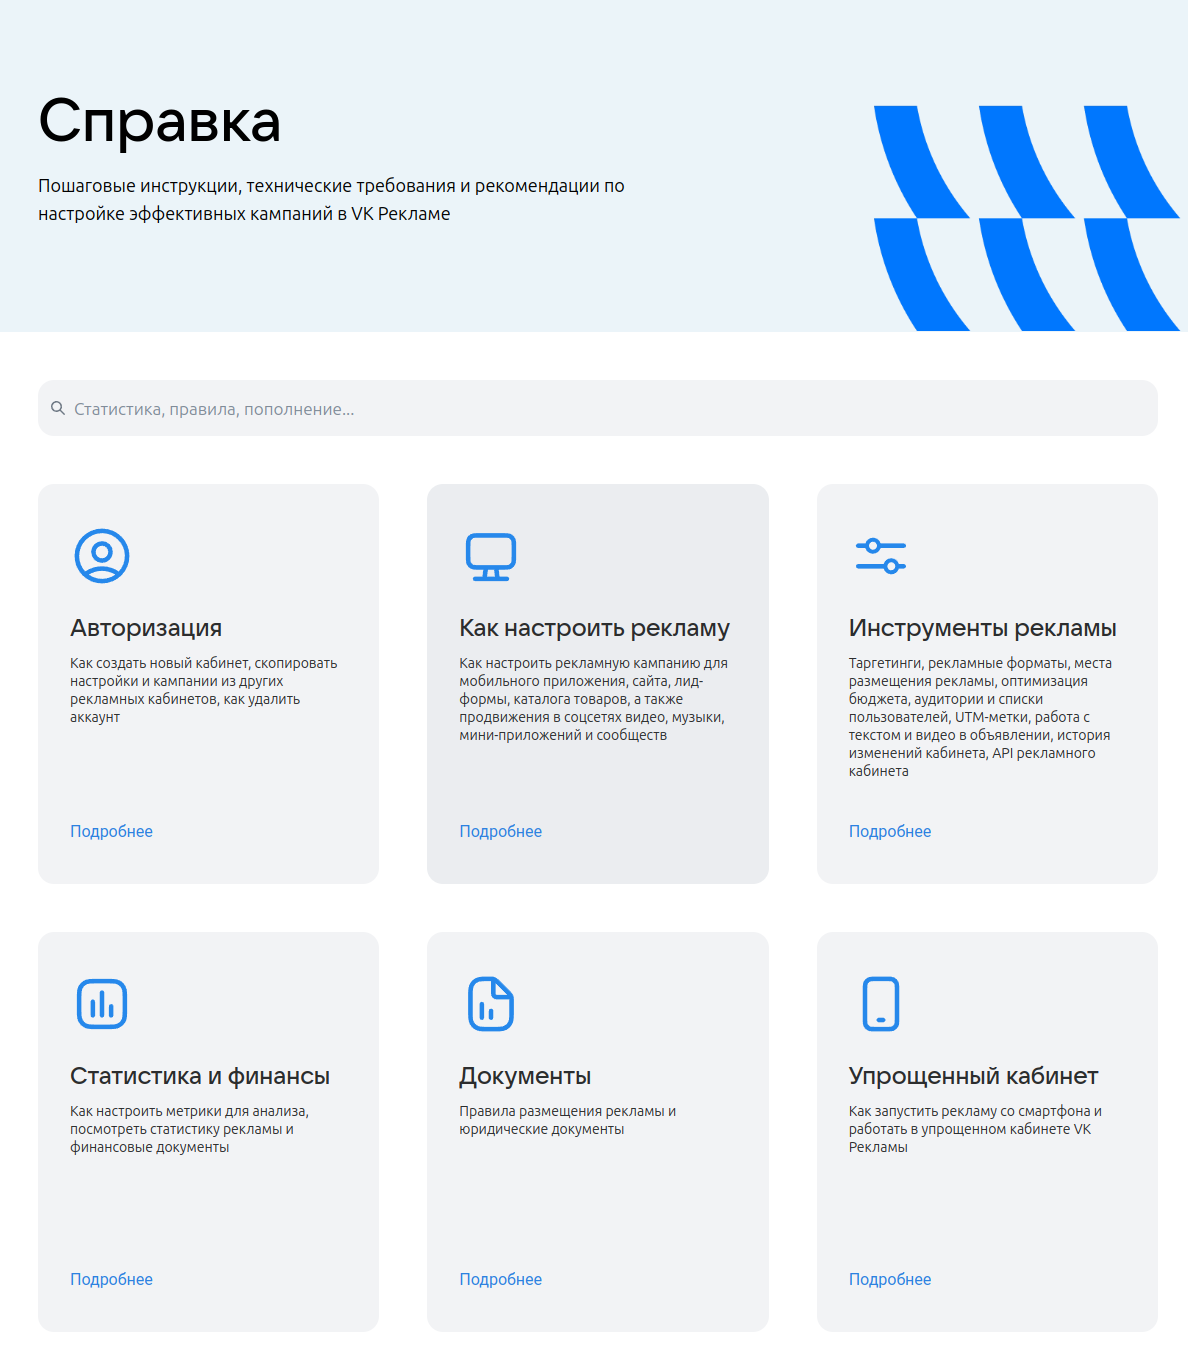 Справка
Пошаговые инструкции, технические требования и рекомендации по
настройке эффективных кампаний в VK Рекламе
Статистика, правила, пополнение...
Авторизация
Как создать новый кабинет, скопировать
настройки и кампании из других
рекламных кабинетов, как удалить
аккаунт
Подробнее
Как настроить рекламу
Как настроить рекламную кампанию для
мобильного приложения, сайта, лид-
формы, каталога товаров, а также
продвижения в соцсетях видео, музыки,
мини-приложений и сообществ
Подробнее
Инструменты рекламы
Таргетинги, рекламные форматы, места
размещения рекламы, оптимизация
бюджета, аудитории и списки
пользователей, UTM-метки, работа с
текстом и видео в объявлении, история
изменений кабинета, API рекламного
кабинета
Подробнее
Статистика и финансы
Как настроить метрики для анализа,
посмотреть статистику рекламы и
финансовые документы
Подробнее
Документы
Правила размещения рекламы и
юридические документы
Подробнее
Упрощенный кабинет
Как запустить рекламу со смартфона и
работать в упрощенном кабинете VK
Рекламы
Подробнее